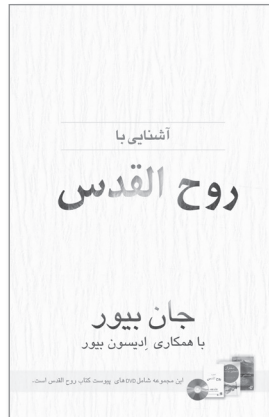 آشنایی با
روح القدس
جان بیور
با همکاری اِدیسون بیور
این مجموعه شامل DVDهای پیوست کتاب روح القدس است.